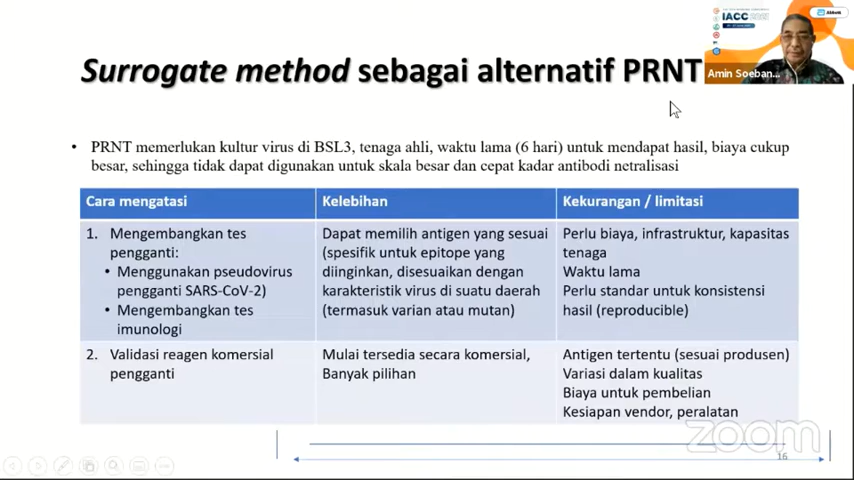 IACC 2021
Abbott
Amin Soeban...
Surrogate method sebagai alternatif PRNT
• PRNT memerlukan kultur virus di BSL3, tenaga ahli, waktu lama (6 hari) untuk mendapat hasil, biaya cukup
besar, sehingga tidak dapat digunakan untuk skala besar dan cepat kadar antibodi netralisasi
Cara mengatasi
Kelebihan
Kekurangan / limitasi
1. Mengembangkan tes
pengganti:
• Menggunakan pseudovirus
pengganti SARS-CoV-2)
• Mengembangkan tes
imunologi
Dapat memilih antigen yang sesuai
(spesifik untuk epitope yang
diinginkan, disesuaikan dengan
karakteristik virus di suatu daerah
(termasuk varian atau mutan)
Perlu biaya, infrastruktur, kapasitas
tenaga
Waktu lama
Perlu standar untuk konsistensi
hasil (reproducible)
2. Validasi reagen komersial
pengganti
Mulai tersedia secara komersial,
Banyak pilihan
Antigen tertentu (sesuai produsen)
Variasi dalam kualitas
Biaya untuk pembelian
Kesiapan vendor, peralatan
zoom
16